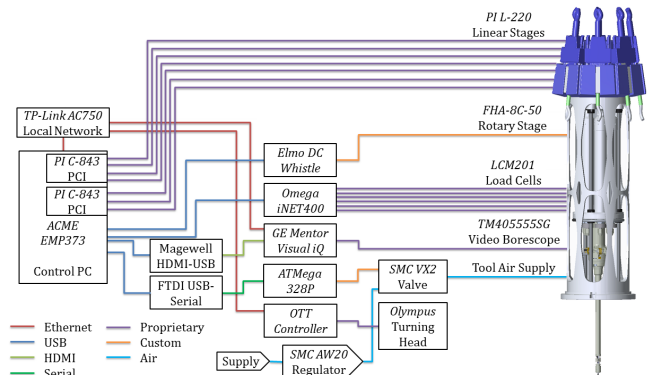 PI L-220
Linear Stages
TP-Link AC750
Local Network
FHA-8C-50
Rotary Stage
PI C-843
PCI
Elmo DC
Whistle
LCM201
Load Cells
PI C-843
PCI
Omega
iNET400
ACME
EMP373
Control PC
TM405555SG
Video Borescope
GE Mentor
Visual iQ
Magewell
HDMI-USB
Tool Air Supply
ATMega
328P
SMC VX2
Valve
FTDI USB-
Serial
OTT
Controller
Olympus
Turning
Head
Ethernet
Proprietary
USB
Custom
HDMI
Air
Serial
Supply
SMC AW20
Regulator